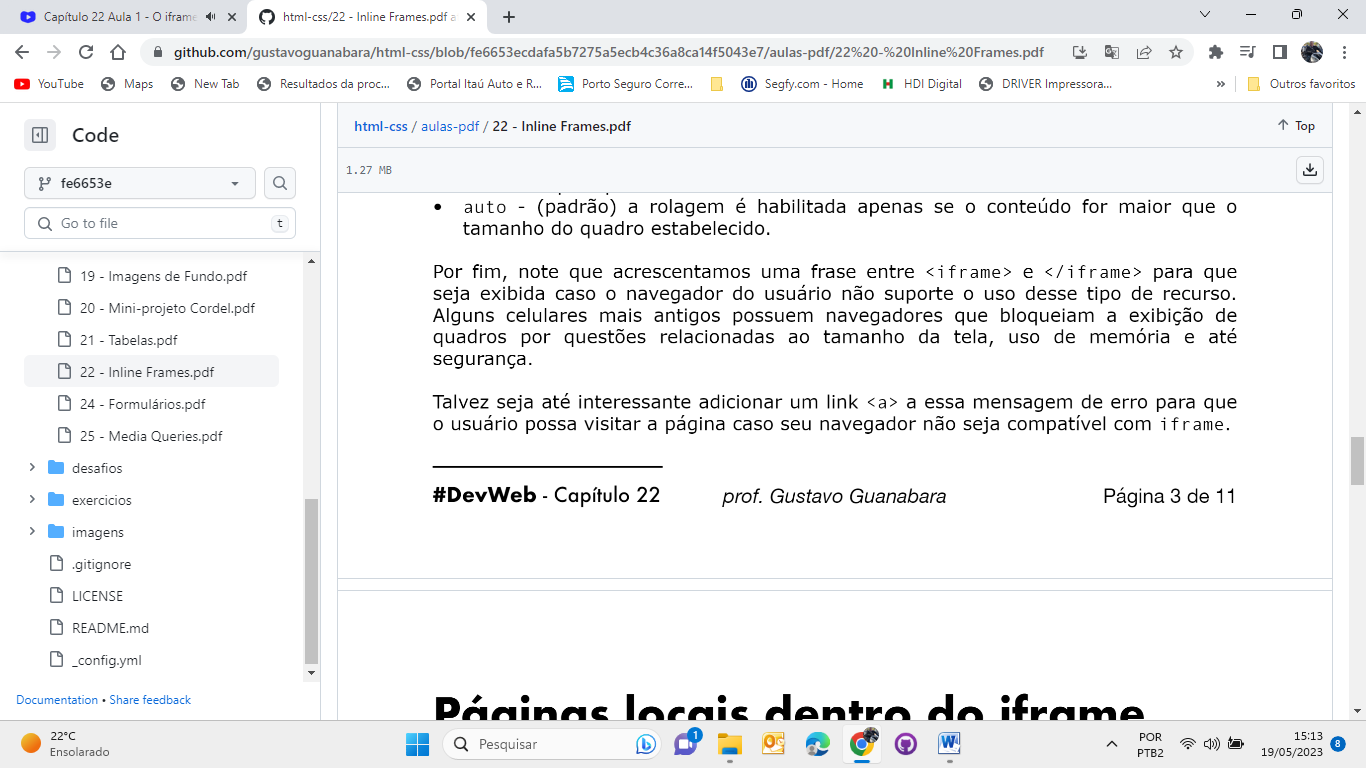 Capítulo 22 Aula 1 - O iframe
html-css/22 - Inline Frames.pdf a
github.com/gustavoguanabara/html-css/blob/fe6653ecdafa5b7275a5ecb4c36a8ca14f5043e7/aulas-pdf/22%20-%20Inline%20Frames.pdf
YouTube Maps New Tab Resultados da proc... Portal Itaú Auto e R... Porto Seguro Corre... Segfy.com - Home HDI Digital DRIVER Impressora... » Outros favoritos
Code
fe6653e
Go to file t
19 - Imagens de Fundo.pdf
20 - Mini-projeto Cordel.pdf
21 - Tabelas.pdf
22 - Inline Frames.pdf
24 - Formulários.pdf
25 - Media Queries.pdf
desafios
exercicios
imagens
.gitignore
LICENSE
README.md
_config.yml
Documentation • Share feedback
html-css / aulas-pdf / 22 - Inline Frames.pdf
Top
1.27 MB
• auto - (padrão) a rolagem é habilitada apenas se o conteúdo for maior que o
tamanho do quadro estabelecido.
Por fim, note que acrescentamos uma frase entre <iframe> e </iframe> para que
seja exibida caso o navegador do usuário não suporte o uso desse tipo de recurso.
Alguns celulares mais antigos possuem navegadores que bloqueiam a exibição de
quadros por questões relacionadas ao tamanho da tela, uso de memória e até
segurança.
Talvez seja até interessante adicionar um link <a> a essa mensagem de erro para que
o usuário possa visitar a página caso seu navegador não seja compatível com iframe.
#DevWeb - Capítulo 22 prof. Gustavo Guanabara Página 3 de 11
Páginas locais dentro do iframe
22°C
Ensolarado
Pesquisar
1
POR
PTB2
15:13
19/05/2023
8